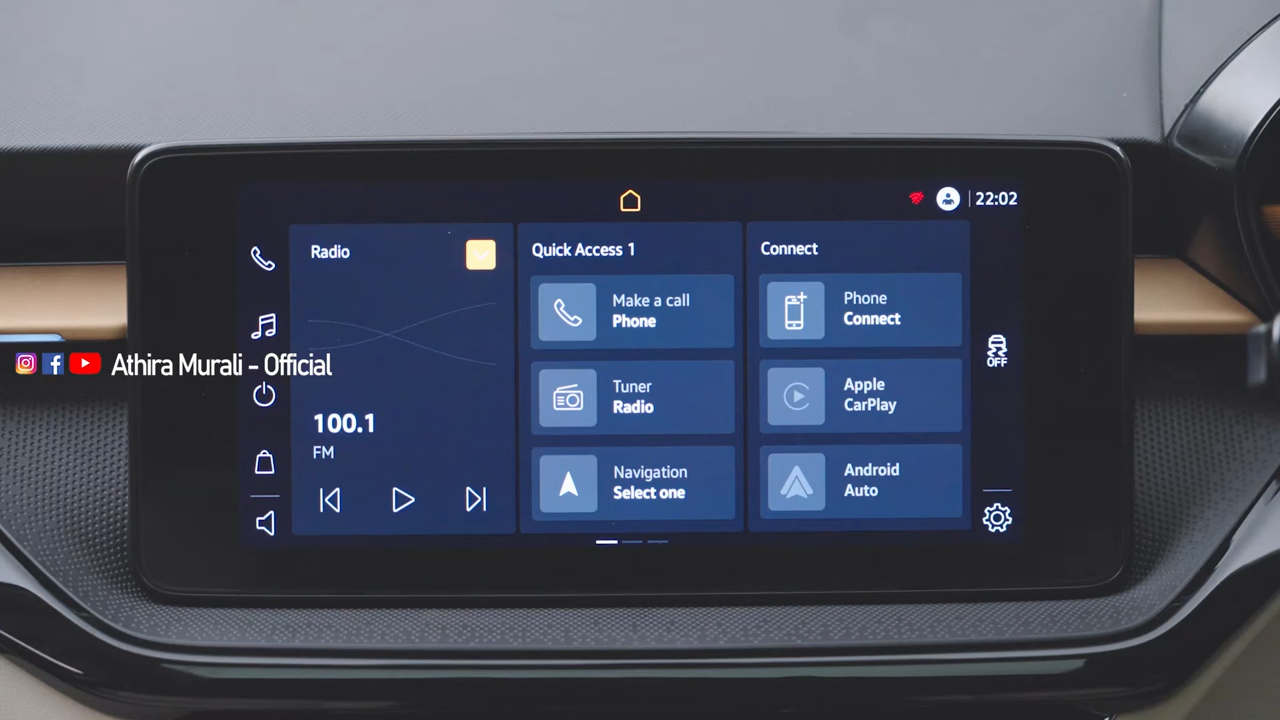 22:02
Radio
100.1
FM
Quick Access 1
Make a call
Phone
Tuner
Radio
Navigation
Select one
Connect
Phone
Connect
Apple
CarPlay
Android
Auto
OFF
Athira Murali - Official